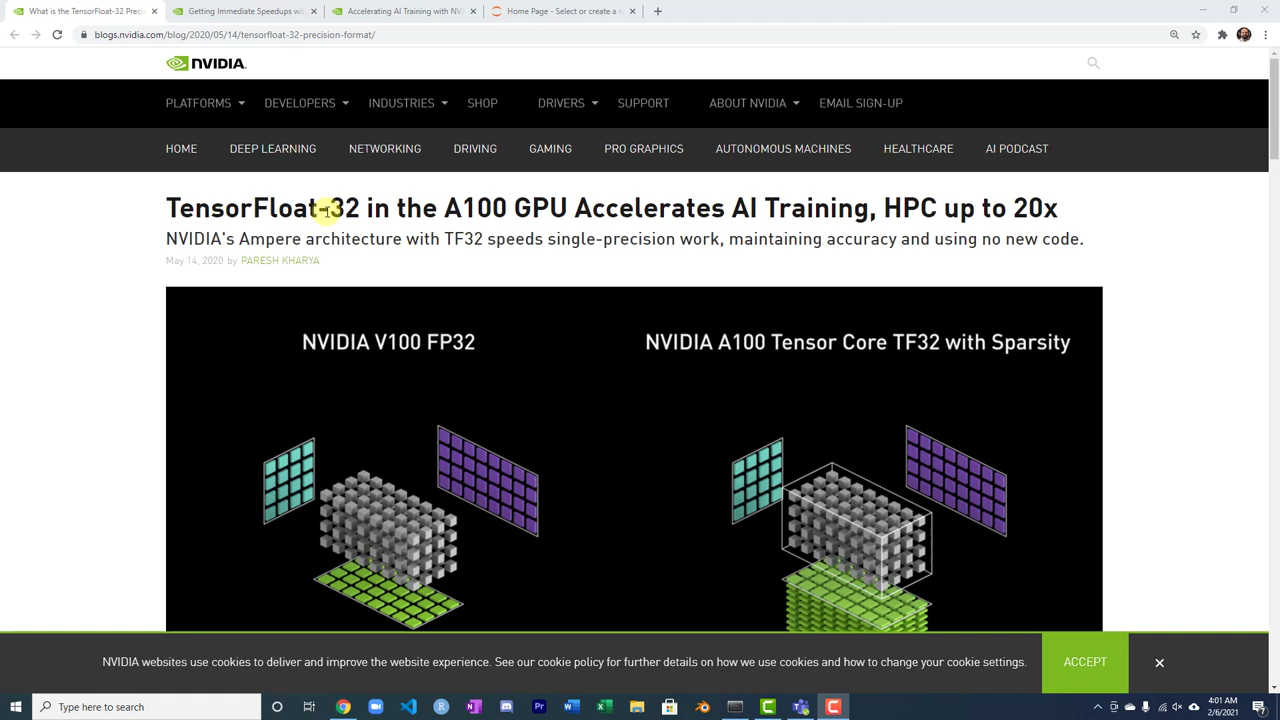 What is the TensorFloat-32 Preci
Getting Immediate Speedups wit
Accelerating AI Training with NVI
Home Page - Select or create a n
blogs.nvidia.com/blog/2020/05/14/tensorfloat-32-precision-format/
NVIDIA.
PLATFORMS DEVELOPERS INDUSTRIES SHOP DRIVERS SUPPORT ABOUT NVIDIA EMAIL SIGN-UP
HOME DEEP LEARNING NETWORKING DRIVING GAMING PRO GRAPHICS AUTONOMOUS MACHINES HEALTHCARE AI PODCAST
TensorFloat-32 in the A100 GPU Accelerates AI Training, HPC up to 20x
NVIDIA's Ampere architecture with TF32 speeds single-precision work, maintaining accuracy and using no new code.
May 14, 2020 by PARESH KHARYA
NVIDIA V100 FP32
NVIDIA A100 Tensor Core TF32 with Sparsity
NVIDIA websites use cookies to deliver and improve the website experience. See our cookie policy for further details on how we use cookies and how to change your cookie settings.
ACCEPT
Type here to search
4:01 AM
2/6/2021